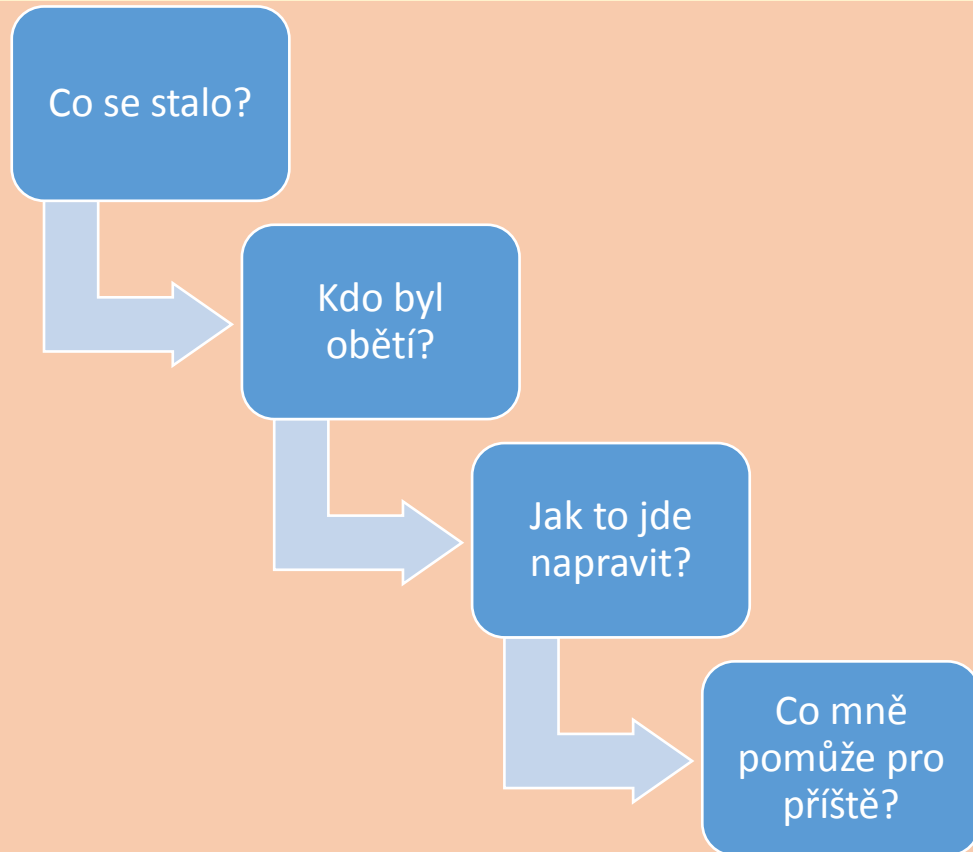 Co se stalo?
Kdo byl
obětí?
Jak to jde
napravit?
Co mně
pomůže pro
příště?